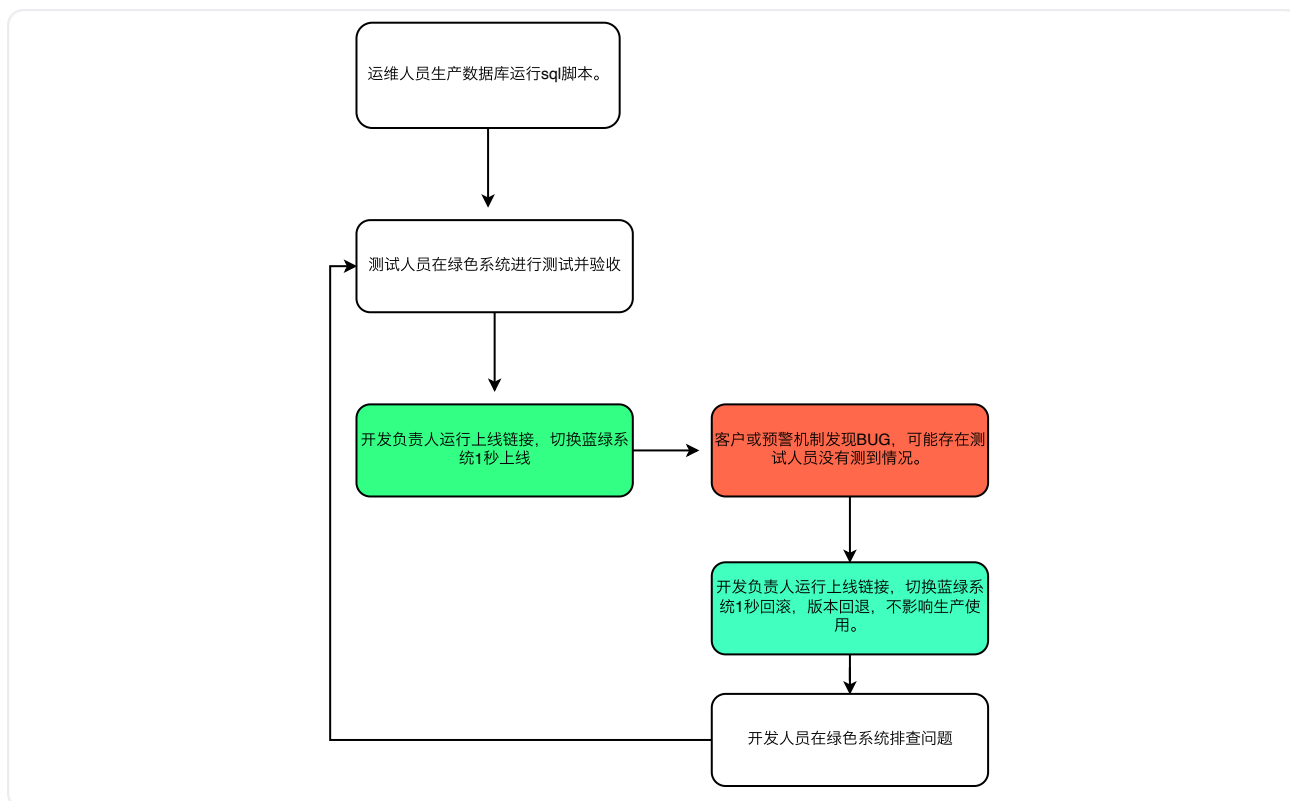 运维人员生产数据库运行sql脚本。
测试人员在绿色系统进行测试并验收
开发负责人运行上线链接，切换蓝绿系
统1秒上线
客户或预警机制发现BUG，可能存在测
试人员没有测到情况。
开发负责人运行上线链接，切换蓝绿系
统1秒回滚，版本回退，不影响生产使
用。
开发人员在绿色系统排查问题